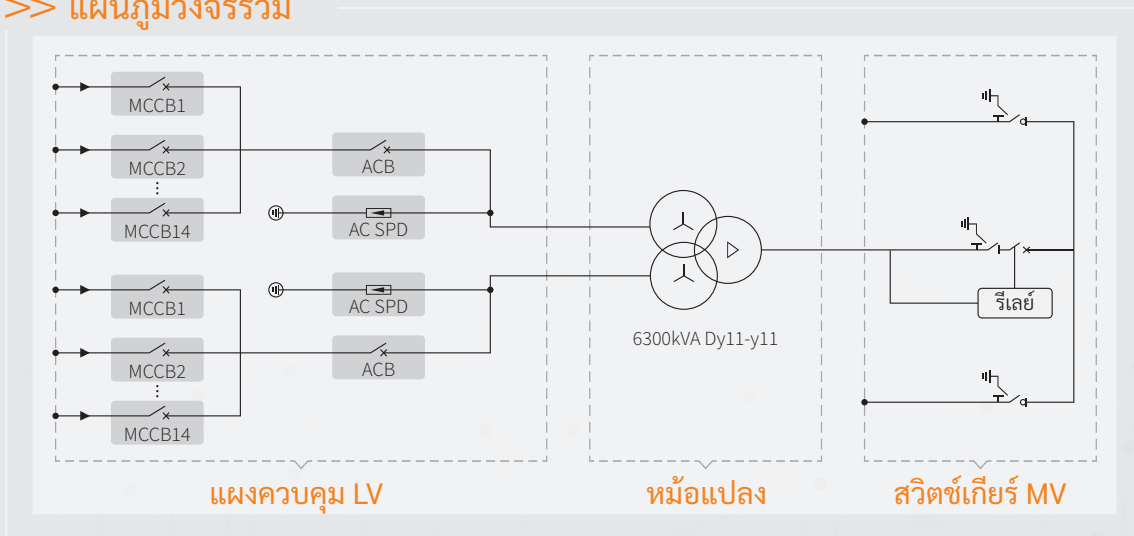 >> แผนภูมิวงจรรวม
MCCB1
MCCB2
MCCB14
ACB
AC SPD
MCCB1
MCCB2
MCCB14
AC SPD
ACB
6300kVA Dy11-y11
รีเลย์
แผงควบคุม LV
หม้อแปลง
สวิตช์เกียร์ MV